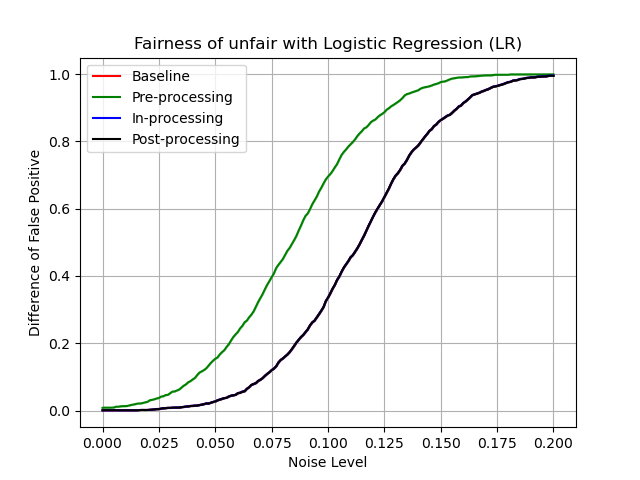 Fairness of unfair with Logistic Regression (LR)
Baseline
Pre-processing
In-processing
Post-processing
Difference of False Positive
1.0
0.8
0.6
0.4
0.2
0.0
0.000 0.025 0.050 0.075 0.100 0.125 0.150 0.175 0.200
Noise Level